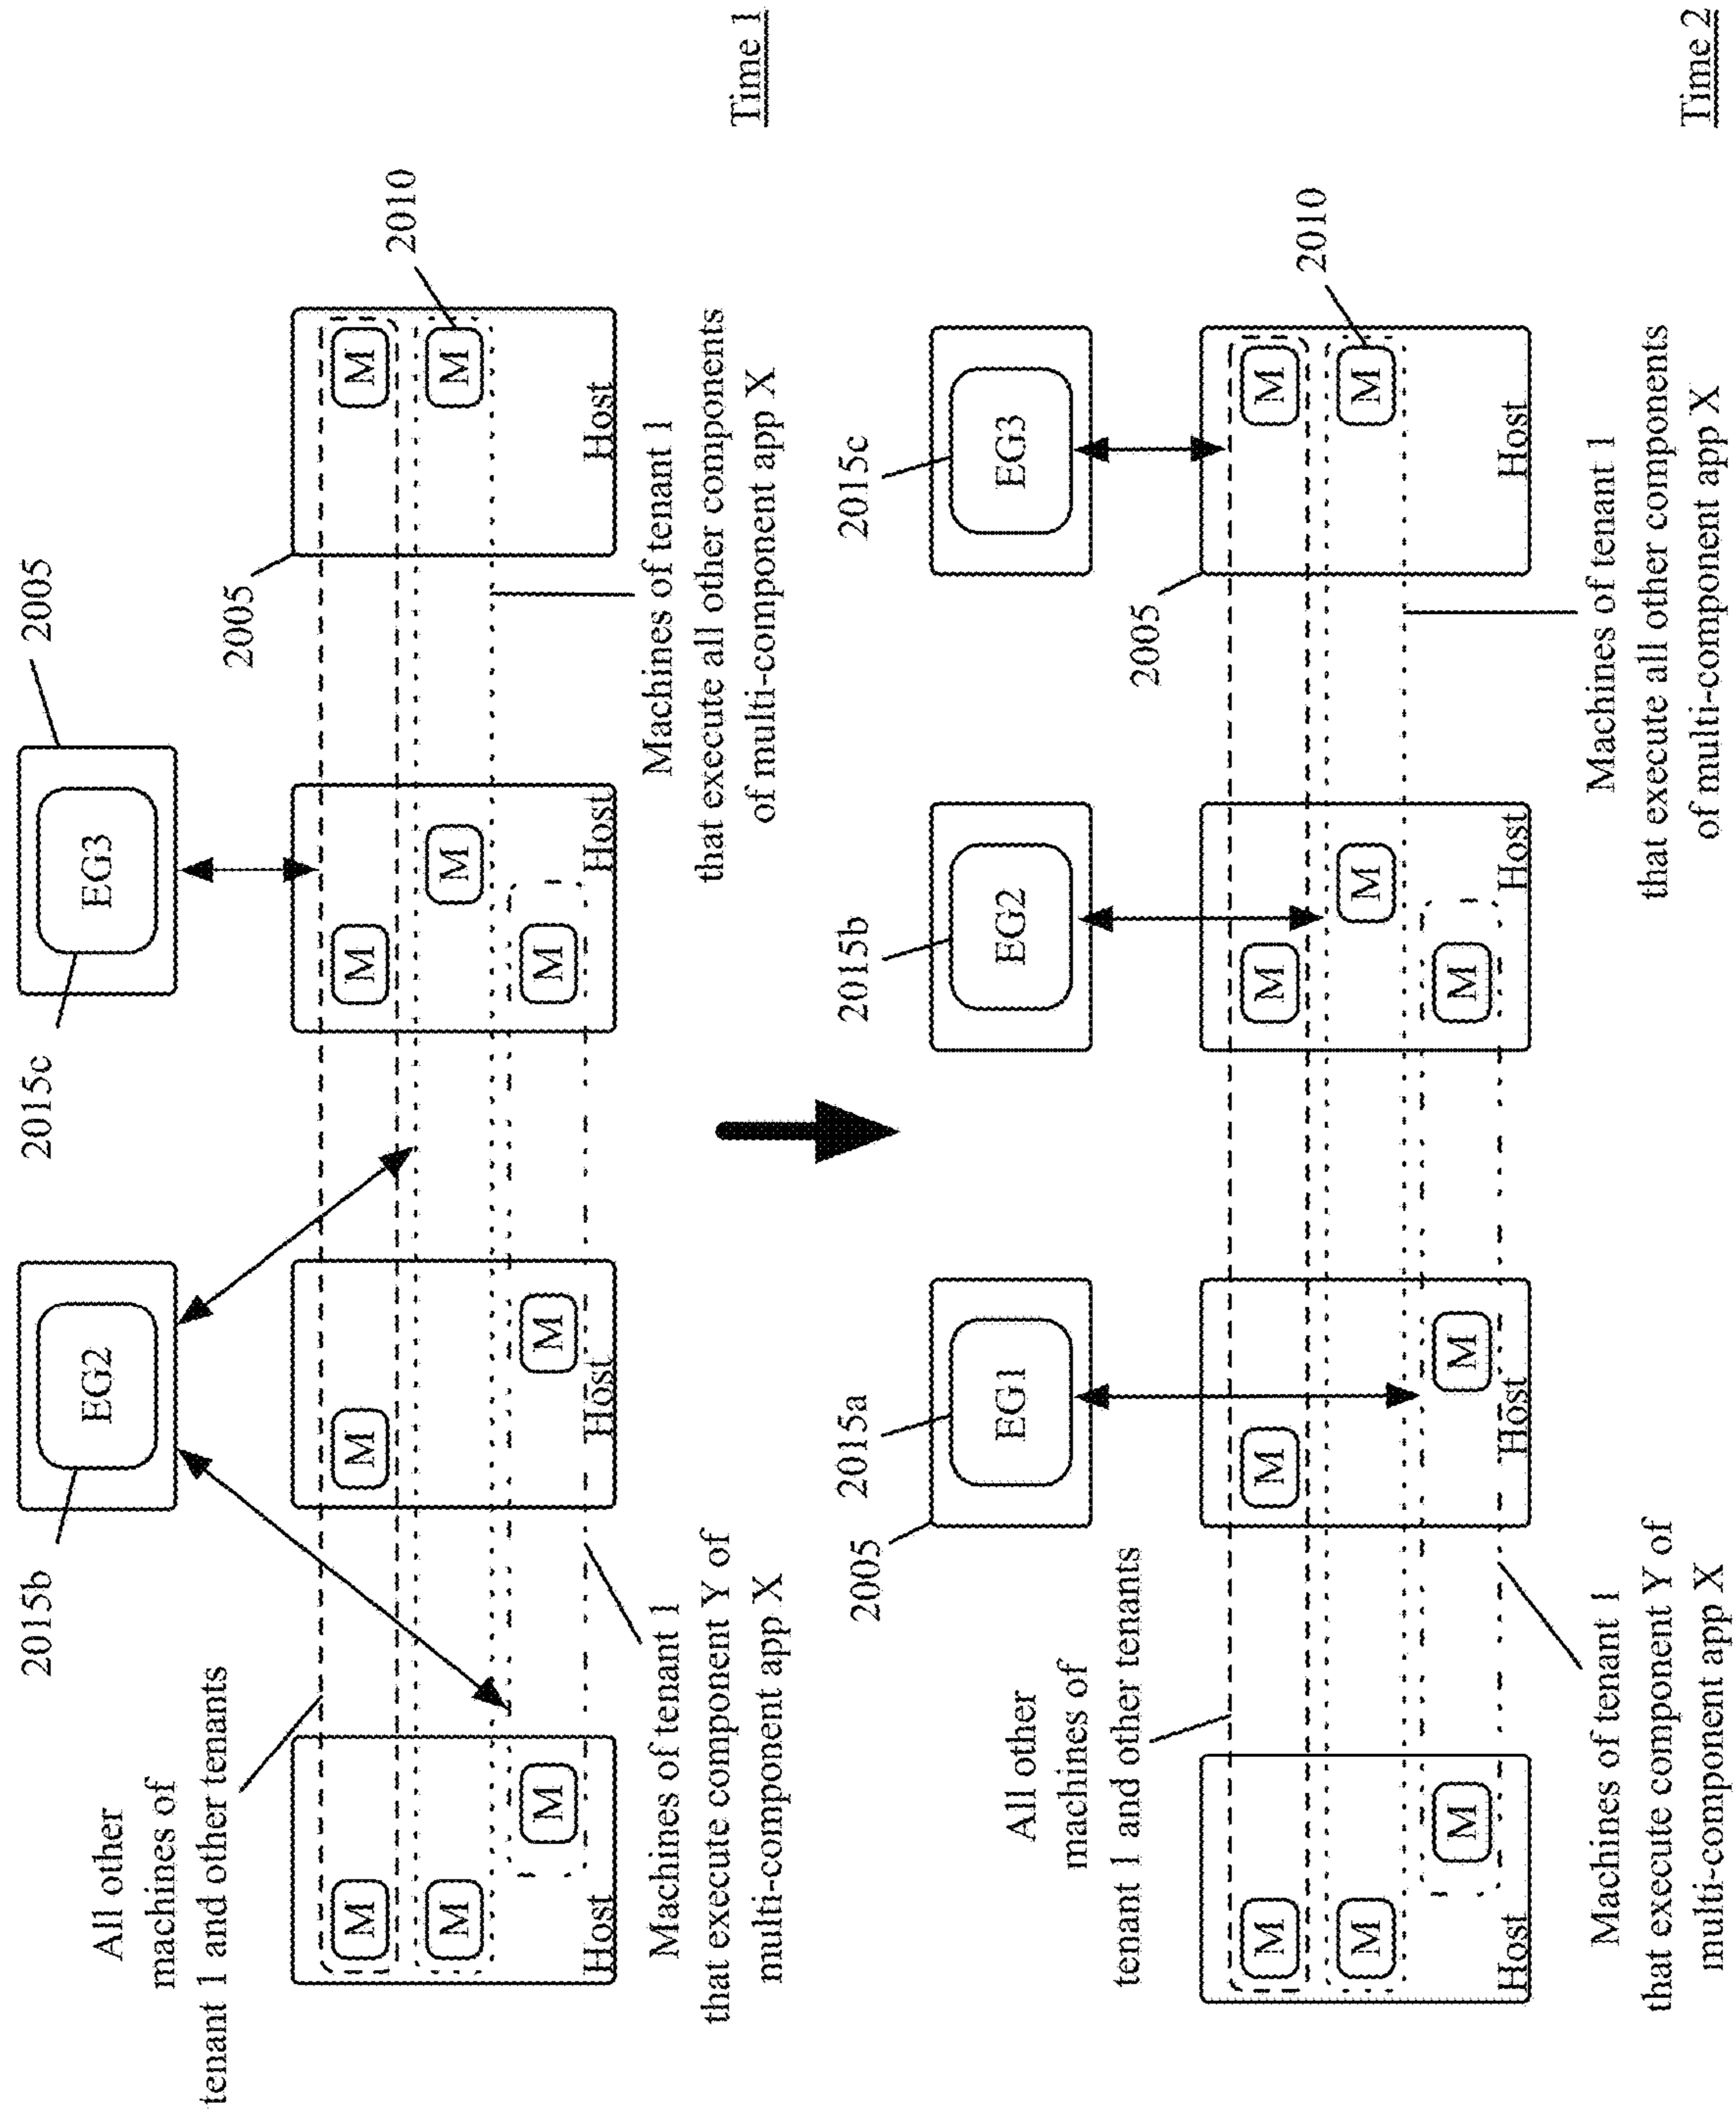 2015b
EG2
2015c
EG3
2005
All other
machines of
tenant 1 and other tenants
2005
2010
M
M
M
M
M
M
M
M
M
M
Host
Host
Host
Host
Machines of tenant 1
that execute component Y of
multi-component app X
Machines of tenant 1
that execute all other components
of multi-component app X
Time 1
2005
2015a
EG1
2015b
EG2
2015c
EG3
All other
machines of
tenant 1 and other tenants
2005
2010
M
M
M
M
M
M
M
M
M
M
Host
Host
Host
Host
Machines of tenant 1
that execute component Y of
multi-component app X
Machines of tenant 1
that execute all other components
of multi-component app X
Time 2